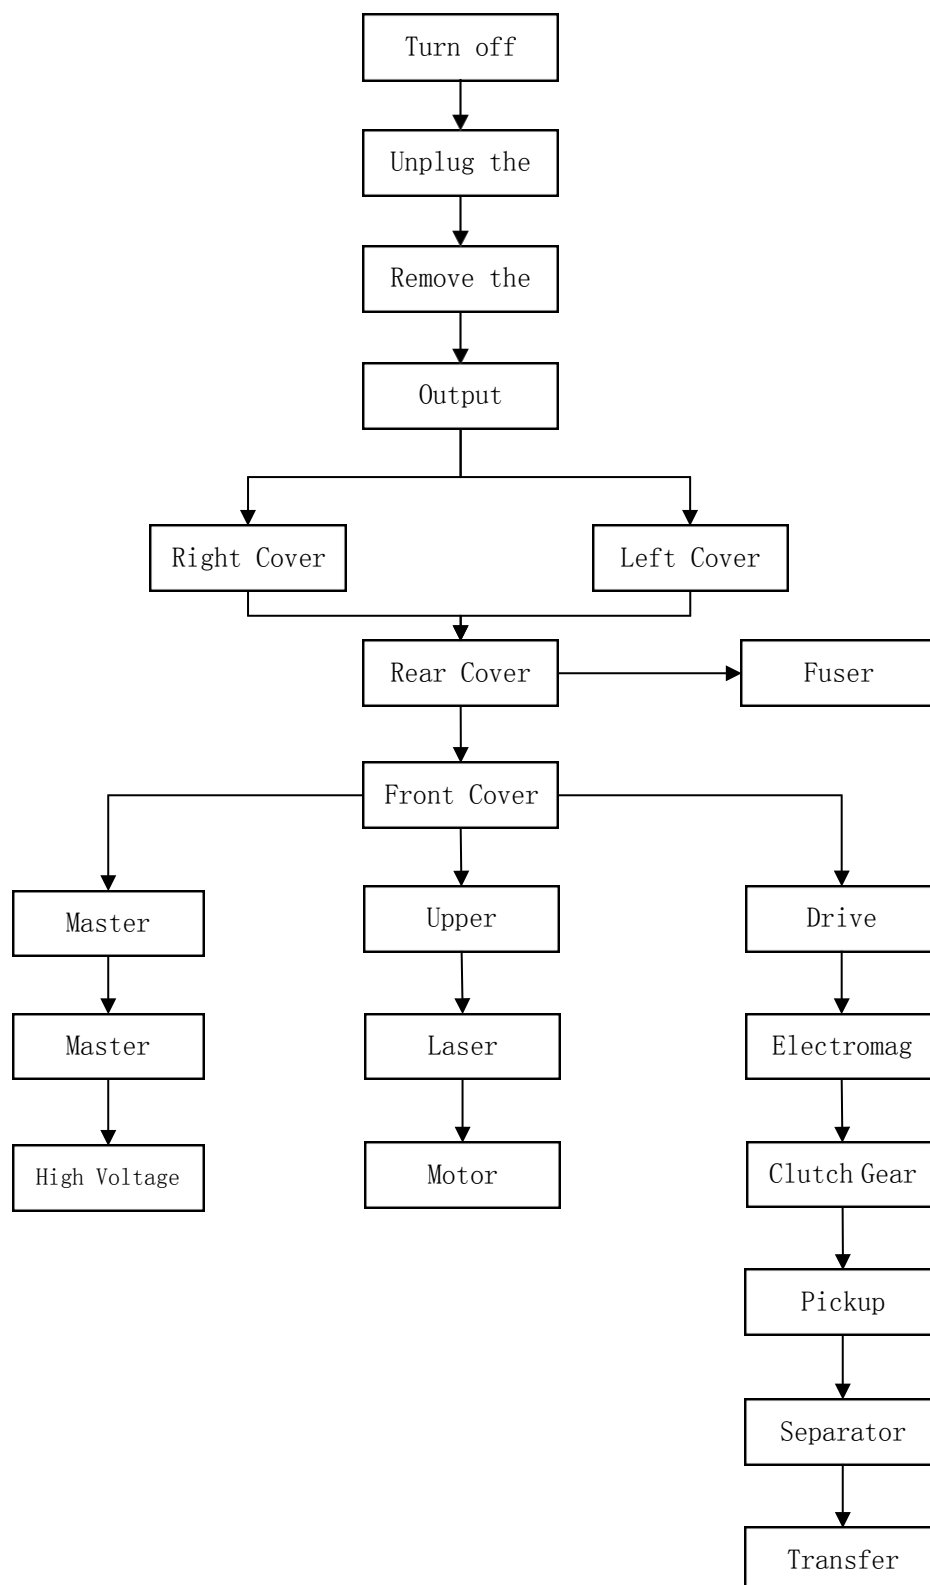 Turn off
Unplug the
Remove the
Output
Right Cover
Left Cover
Rear Cover
Fuser
Front Cover
Master
Upper
Drive
Master
Laser
Electromag
High Voltage
Motor
Clutch Gear
Pickup
Separator
Transfer